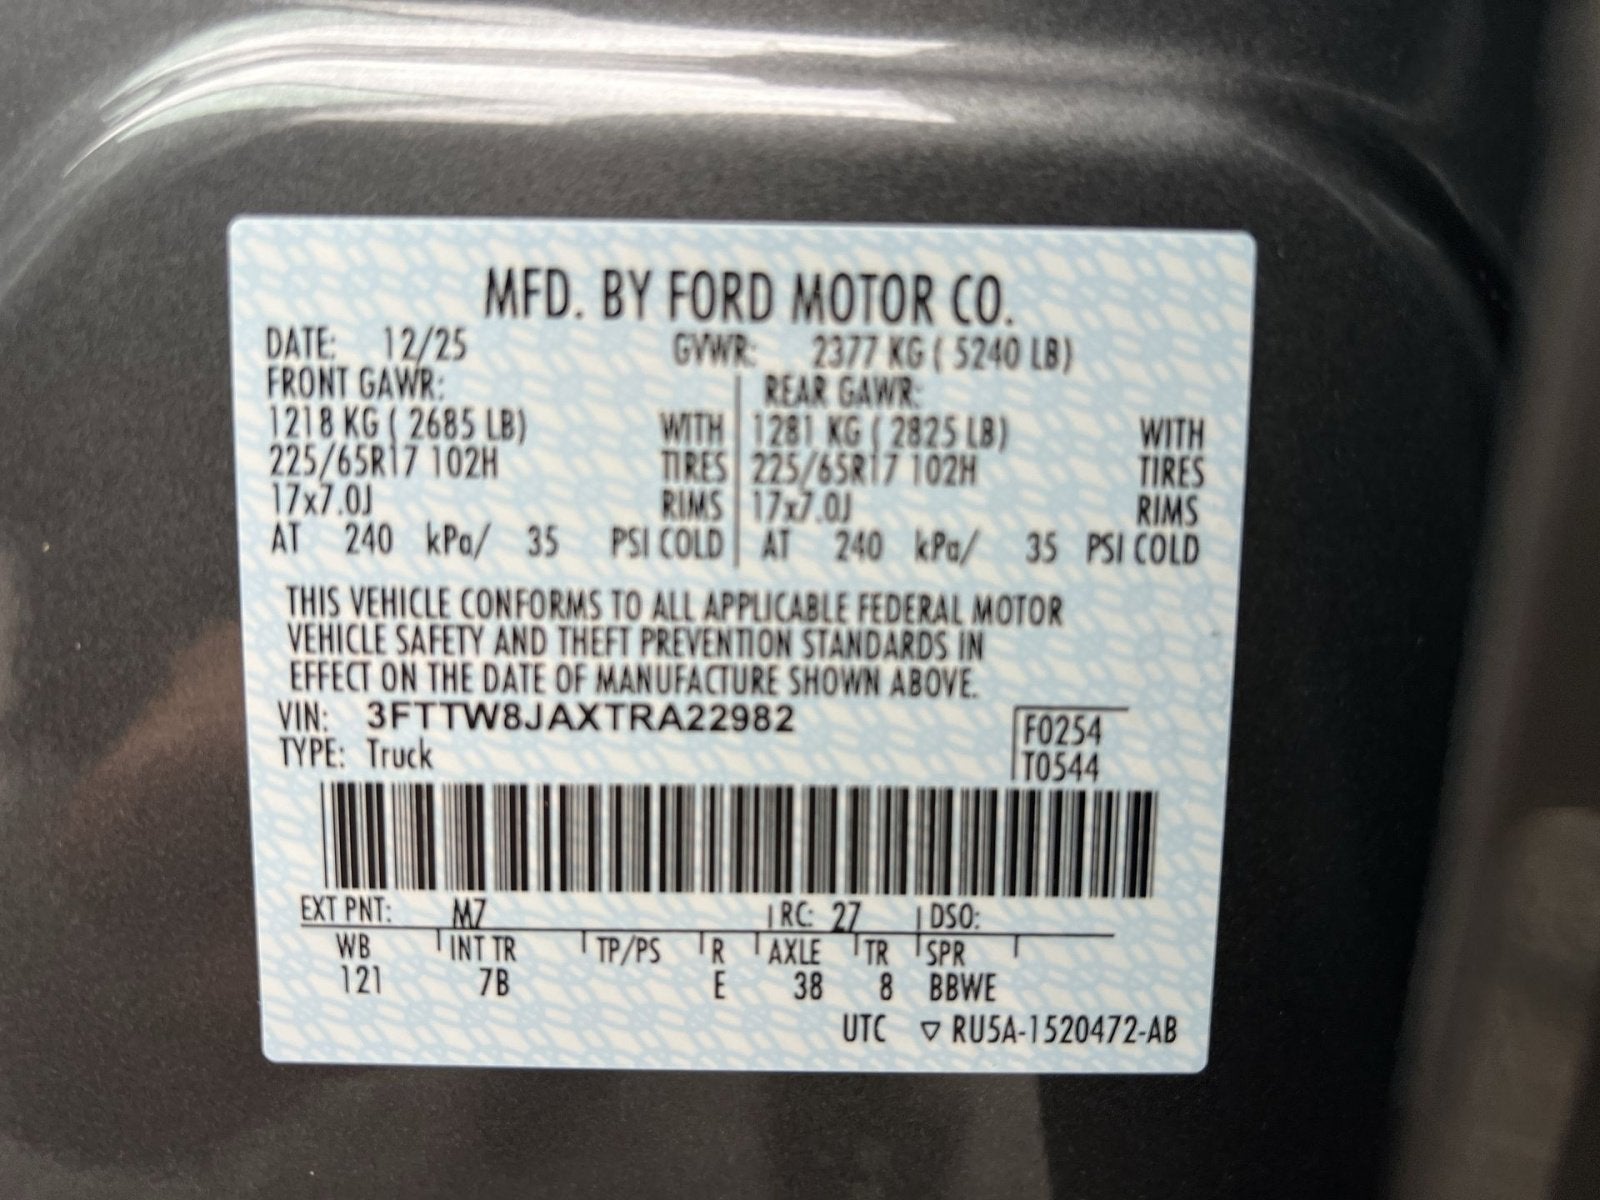 MFD. BY FORD MOTOR CO.
DATE: 12/25 GVWR: 2377 KG ( 5240 LB)
FRONT GAWR: REAR GAWR:
1218 KG ( 2685 LB) WITH 1281 KG ( 2825 LB) WITH
225/65R17 102H TIRES 225/65R17 102H TIRES
17x7.0J RIMS 17x7.0J RIMS
AT 240 kPa/ 35 PSI COLD AT 240 kPa/ 35 PSI COLD
THIS VEHICLE CONFORMS TO ALL APPLICABLE FEDERAL MOTOR
VEHICLE SAFETY AND THEFT PREVENTION STANDARDS IN
EFFECT ON THE DATE OF MANUFACTURE SHOWN ABOVE.
VIN: 3FTTW8JAXTRA22982 F0254
TYPE: Truck T0544
EXT PNT: M7 RC: 27 DSO:
WB INT TR TP/PS R AXLE TR SPR
121 7B E 38 8 BBWE
UTC ▽ RU5A-1520472-AB